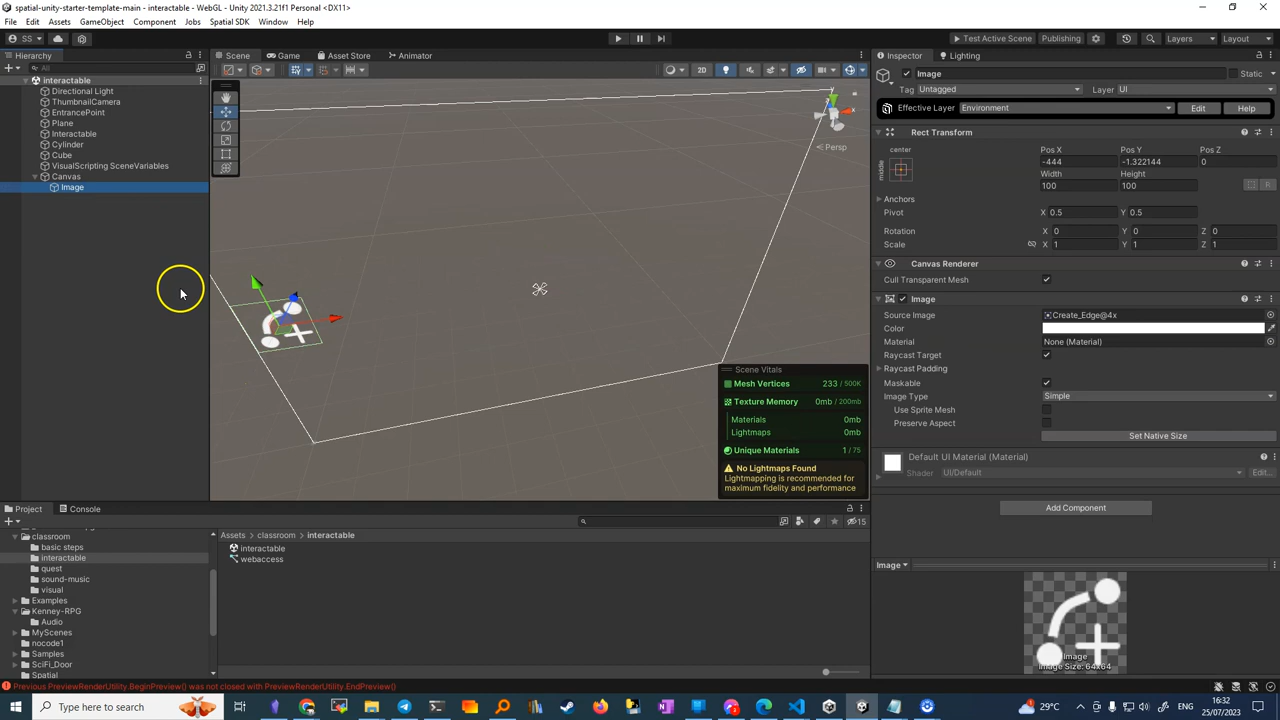 spatial-unity-starter-template-main - interactable - WebGL - Unity 2021.3.21f1 Personal <DX11>
File Edit Assets GameObject Component Jobs Spatial SDK Window Help
SS Test Active Scene Publishing Layers Layout
Hierarchy Scene Game Asset Store Animator Inspector Lighting
All 2D
interactable
Directional Light
ThumbnailCamera
EntrancePoint
Plane
Interactable
Cylinder
Cube
VisualScripting SceneVariables
Canvas
Image
y
x
Persp
Scene Vitals
Mesh Vertices 233 / 500K
Texture Memory 0mb / 200mb
Materials 0mb
Lightmaps 0mb
Unique Materials 1 / 75
No Lightmaps Found
Lightmapping is recommended for
maximum fidelity and performance
Image Static
Tag Untagged Layer UI
Effective Layer Environment Edit Help
Rect Transform
center Pos X Pos Y Pos Z
middle -444 -1.322144 0
Width Height
100 100
R
Anchors
Pivot X 0.5 Y 0.5
Rotation X 0 Y 0 Z 0
Scale X 1 Y 1 Z 1
Canvas Renderer
Cull Transparent Mesh
Image
Source Image Create_Edge@4x
Color
Material None (Material)
Raycast Target
Raycast Padding
Maskable
Image Type Simple
Use Sprite Mesh
Preserve Aspect
Set Native Size
Default UI Material (Material)
Shader UI/Default Edit...
Add Component
Image
Image
Image Size: 64x64
Project Console
15
classroom
basic steps
interactable
quest
sound-music
visual
Examples
Kenney-RPG
Audio
MyScenes
nocode1
Samples
SciFi_Door
Spatial
Assets > classroom > interactable
interactable
webaccess
Previous PreviewRenderUtility.BeginPreview() was not closed with PreviewRenderUtility.EndPreview()
Type here to search
29°C ENG 16:32
25/07/2023